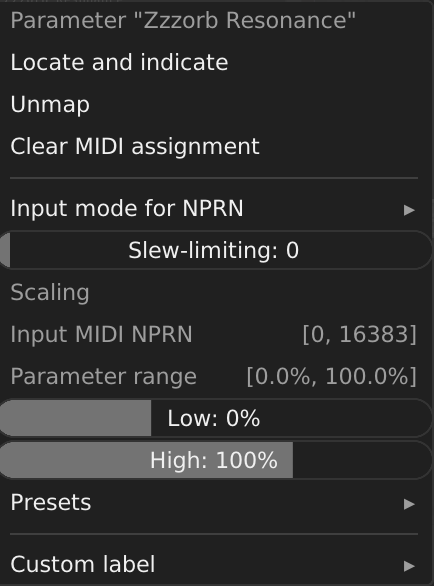 Parameter "Zzzorb Resonance"
Locate and indicate
Unmap
Clear MIDI assignment
Input mode for NPRN
Slew-limiting: 0
Scaling
Input MIDI NPRN [0, 16383]
Parameter range [0.0%, 100.0%]
Low: 0%
High: 100%
Presets
Custom label